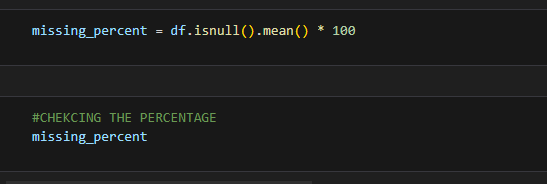 missing_percent = df.isnull().mean() * 100
#CHEKCING THE PERCENTAGE
missing_percent